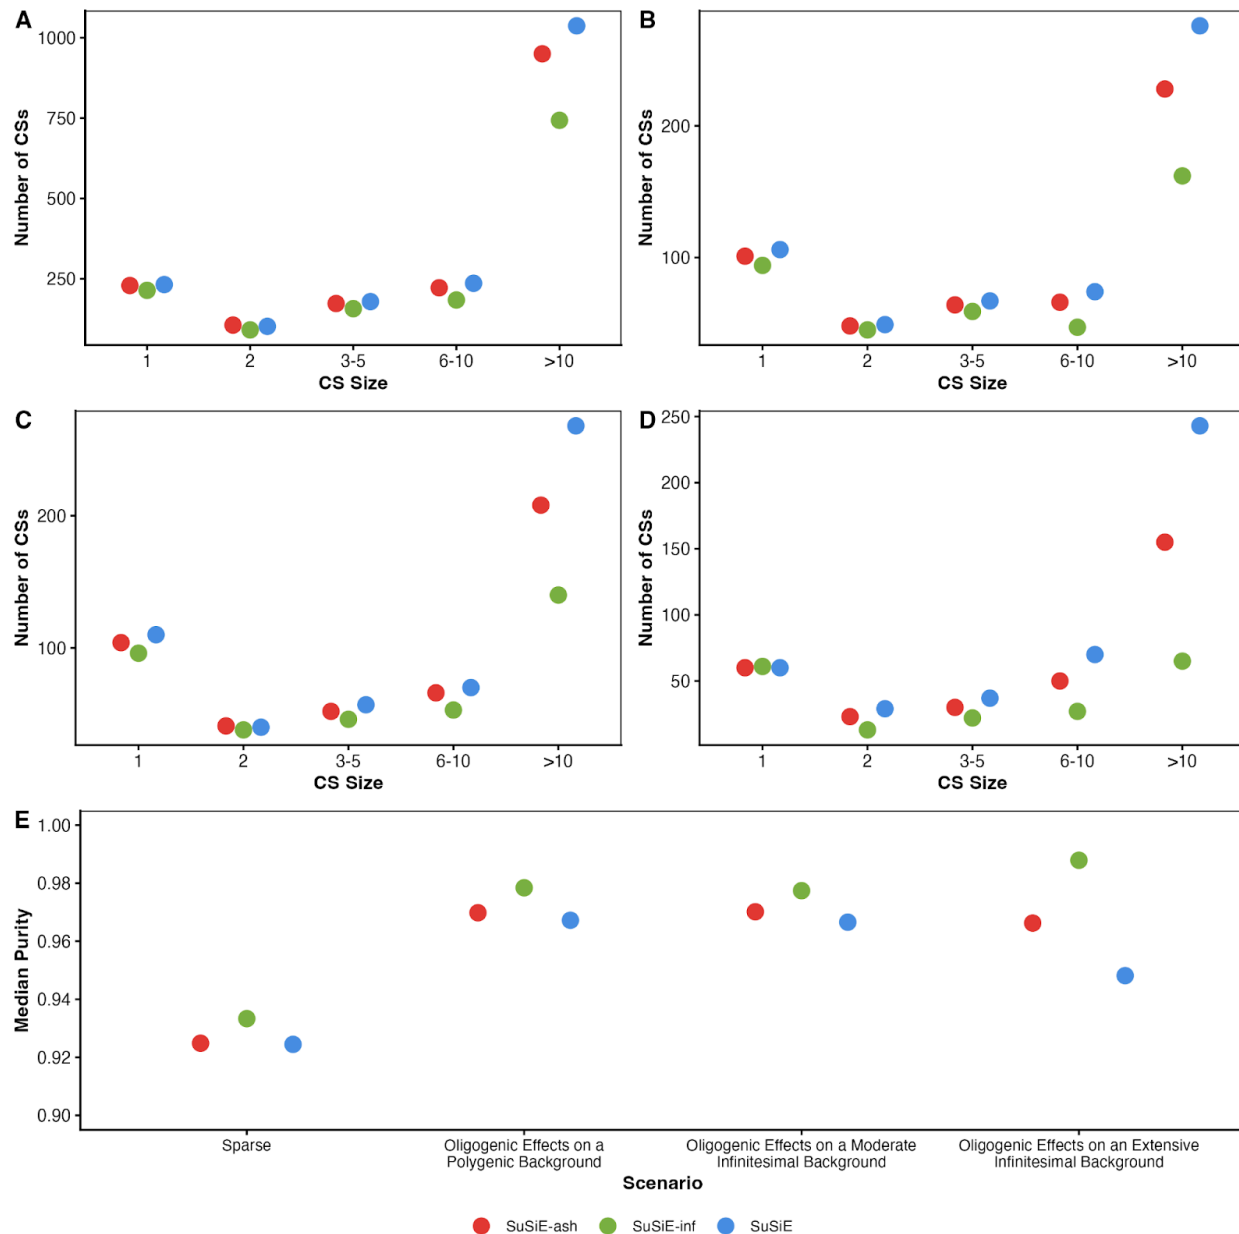 A
1000
750
500
250
Number of CSs
1
2
3-5
6-10
>10
CS Size
B
200
100
Number of CSs
1
2
3-5
6-10
>10
CS Size
C
200
100
Number of CSs
1
2
3-5
6-10
>10
CS Size
D
250
200
150
100
50
Number of CSs
1
2
3-5
6-10
>10
CS Size
E
1.00
0.98
0.96
0.94
0.92
0.90
Median Purity
Sparse
Oligogenic Effects on a
Polygenic Background
Oligogenic Effects on a Moderate
Infinitesimal Background
Oligogenic Effects on an Extensive
Infinitesimal Background
Scenario
SuSiE-ash
SuSiE-inf
SuSiE